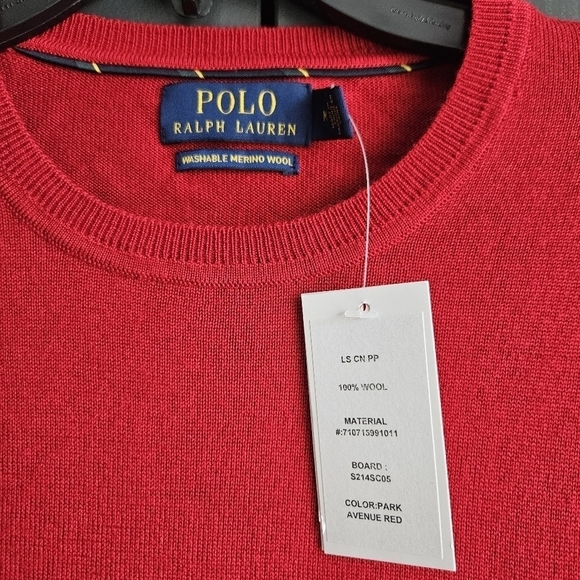 POLO
RALPH LAUREN
WASHABLE MERINO WOOL
LS CN PP
100% WOOL
MATERIAL
#:710715991011
BOARD :
S214SC05
COLOR:PARK
AVENUE RED